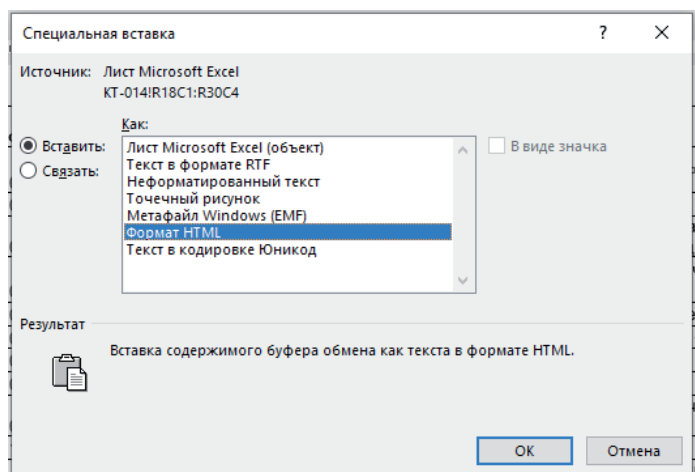 Специальная вставка
?
Источник: Лист Microsoft Excel
КТ-014!R18C1:R30C4
Как:
Вставить:
Связать:
Лист Microsoft Excel (объект)
Текст в формате RTF
Неформатированный текст
Точечный рисунок
Метафайл Windows (EMF)
Формат HTML
Текст в кодировке Юникод
В виде значка
Результат
Вставка содержимого буфера обмена как текста в формате HTML.
ОК
Отмена